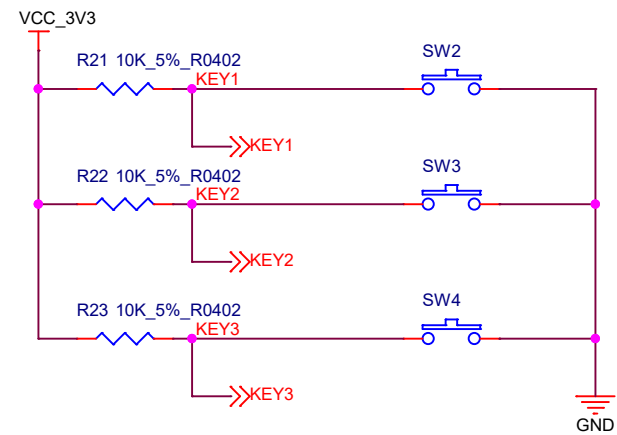 VCC_3V3
R21 10K_5%_R0402
KEY1
SW2
KEY1
R22 10K_5%_R0402
KEY2
SW3
KEY2
R23 10K_5%_R0402
KEY3
SW4
KEY3
GND